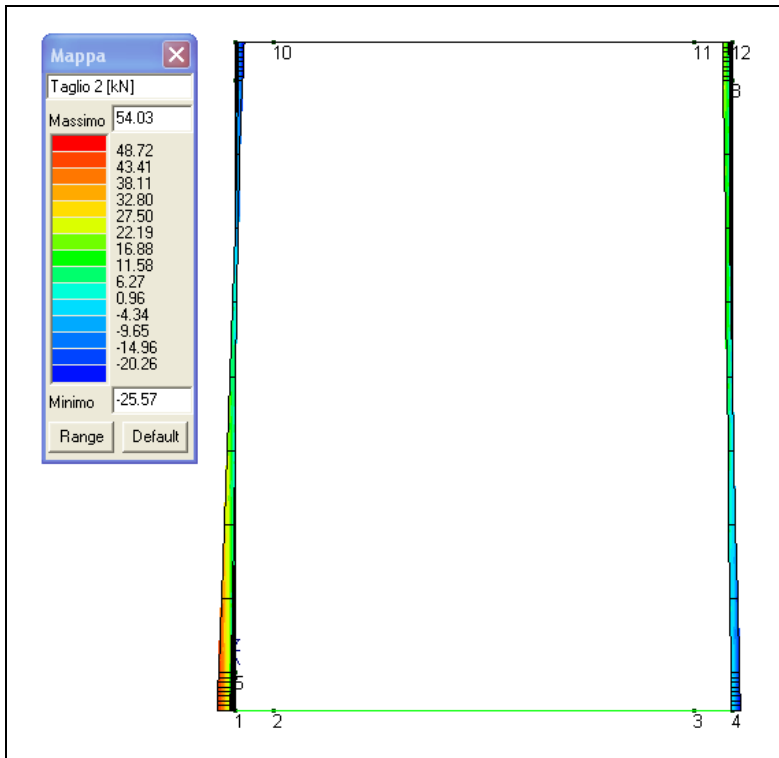 Mappa
Taglio 2 [kN]
Massimo 54.03
48.72
43.41
38.11
32.80
27.50
22.19
16.88
11.58
6.27
0.96
-4.34
-9.65
-14.96
-20.26
Minimo -25.57
Range Default
10 11 12
8
5
1 2 3 4